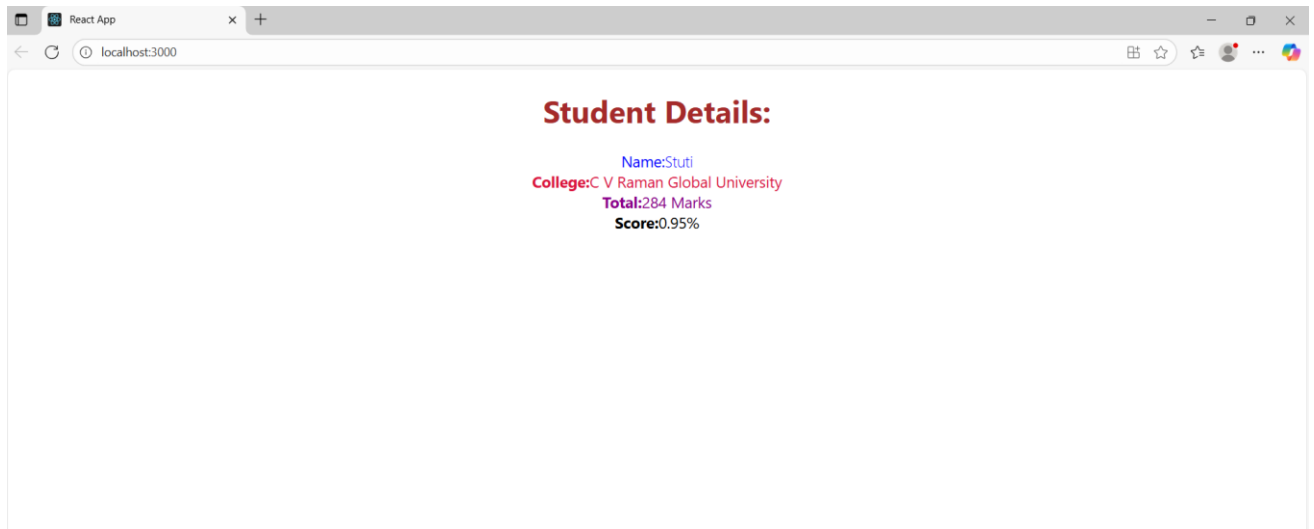 React App
localhost:3000
Student Details:
Name:Stuti
College:C V Raman Global University
Total:284 Marks
Score:0.95%